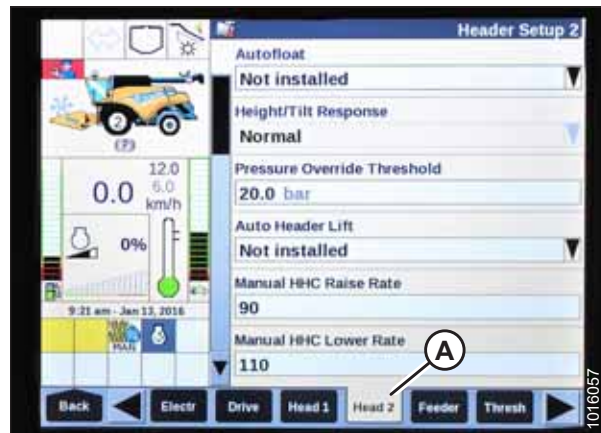 Header Setup 2
Autofloat
Not installed
Height/Tilt Response
Normal
Pressure Override Threshold
20.0 bar
Auto Header Lift
Not installed
Manual HHC Raise Rate
90
Manual HHC Lower Rate
110
2
(?)
12.0
0.0 6.0
km/h
0%
9:21 am - Jan 13, 2016
MAN
A
Back Electr Drive Head 1 Head 2 Feeder Thresh
1016057